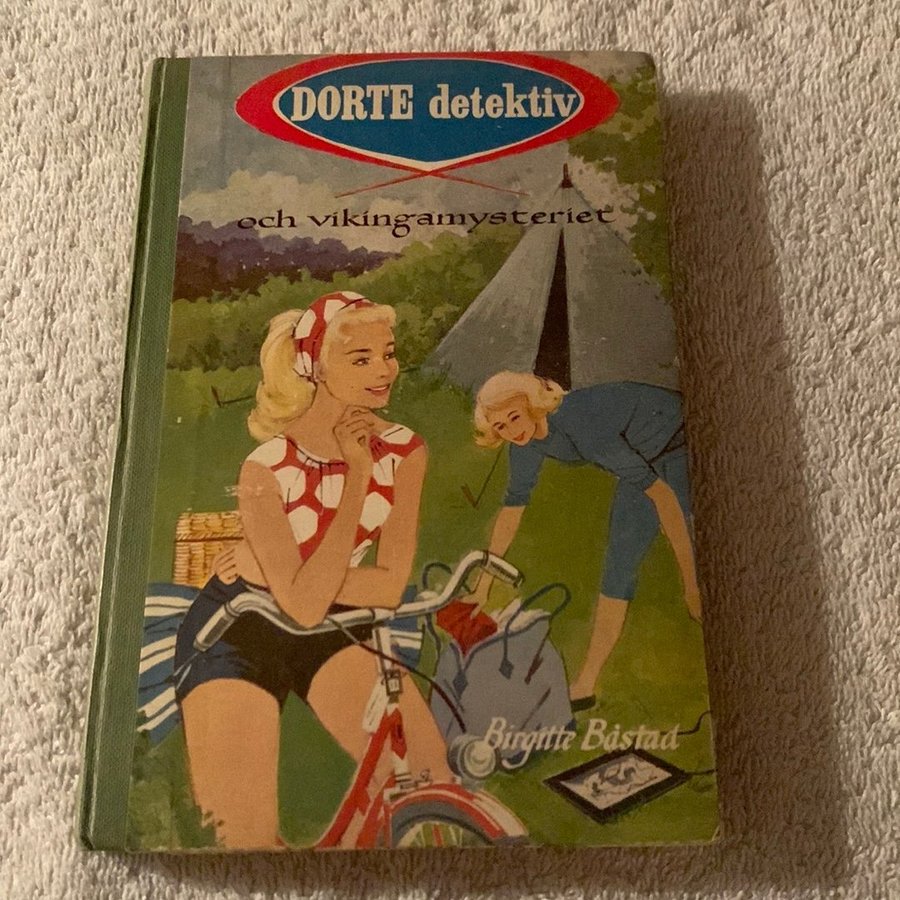 DORTE detektiv
och vikingamysteriet
Birgitte Båstad